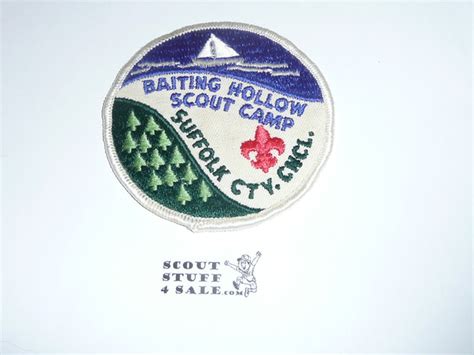 BAITING HOLLOW
SCOUT CAMP
SUFFOLK CTY. CNCL.
SCOUT
STUFF
4 SALE.COM